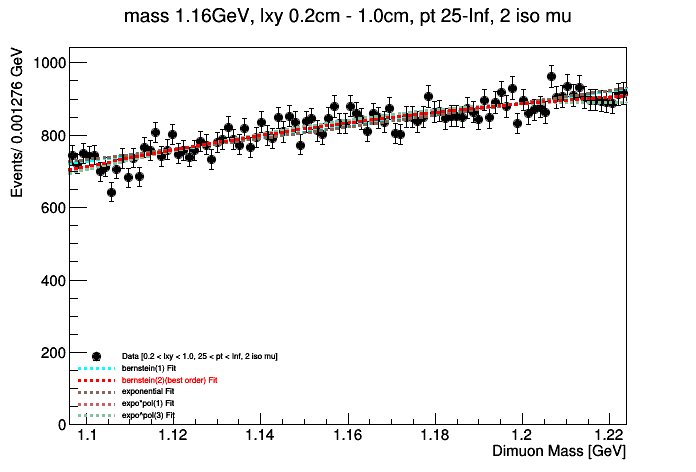 mass 1.16GeV, lxy 0.2cm - 1.0cm, pt 25-Inf, 2 iso mu
Events/ 0.001276 GeV
1000
800
600
400
200
0
Data [0.2 < lxy < 1.0, 25 < pt < Inf, 2 iso mu]
bernstein(1) Fit
bernstein(2)(best order) Fit
exponential Fit
expo*pol(1) Fit
expo^pol(3) Fit
1.1 1.12 1.14 1.16 1.18 1.2 1.22
Dimuon Mass [GeV]